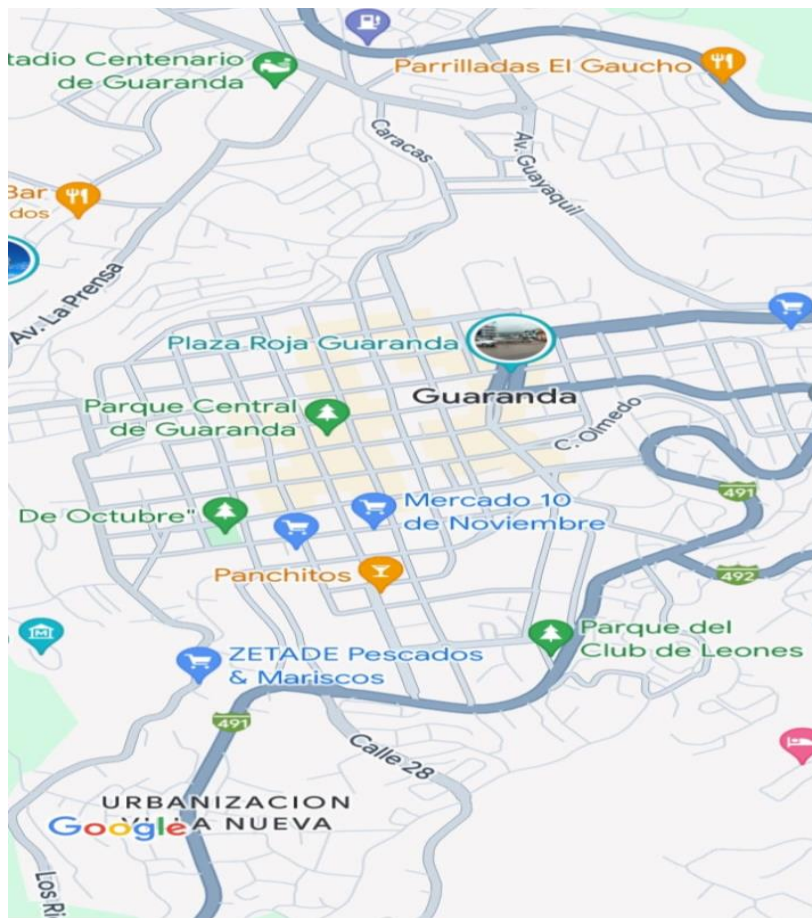 tadio Centenario
de Guaranda
Parrilladas El Gaucho
Caracas
Av. Guayaquil
Bar
dos
Av. La Prensa
Plaza Roja Guaranda
Guaranda
Parque Central
de Guaranda
C. Olmedo
491
De Octubre"
Mercado 10
de Noviembre
492
Panchitos
Parque del
Club de Leones
ZETADE Pescados
& Mariscos
491
Calle 28
URBANIZACION
Google
A NUEVA
Los Rí